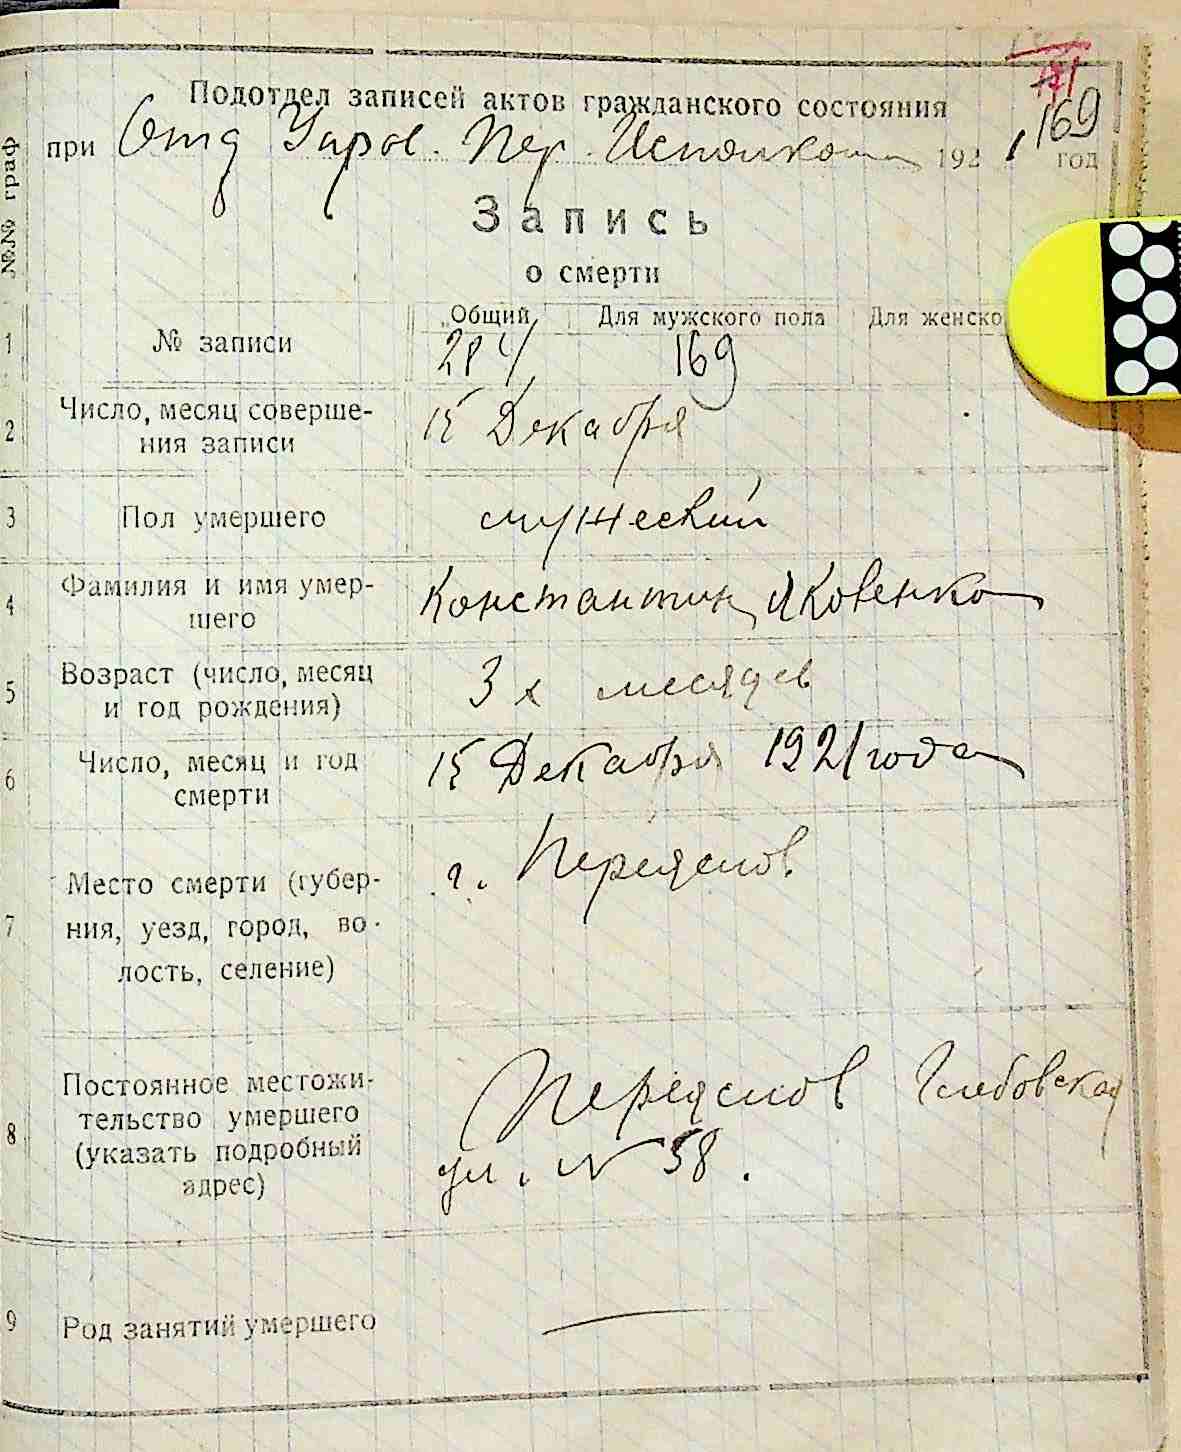 171
169
Подотдел записей актов гражданского состояния
при Отд Упров. Пер. Исполкома 1921 год
№№ граф
Запись
о смерти
Общий Для мужского пола Для женско
1 № записи 284 169
2 Число, месяц соверше-
ния записи
15 Декабря
3 Пол умершего мужеский
4 Фамилия и имя умер-
шего
Константин Яковенко
5 Возраст (число, месяц
и год рождения)
3х месяцев
6 Число, месяц и год
смерти
15 Декабря 1921 года
7 Место смерти (губер-
ния, уезд, город, во-
лость, селение)
г. Переяслов
8 Постоянное местожи-
тельство умершего
(указать подробный
адрес)
Переяслов Глебовская
ул. № 58.
9 Род занятий умершего —